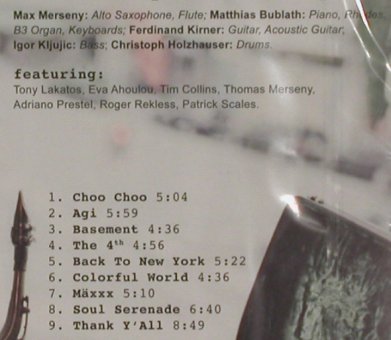 Max Merseny: Alto Saxophone, Flute; Matthias Bublath: Piano, Rhodes,
B3 Organ, Keyboards; Ferdinand Kirner: Guitar, Acoustic Guitar;
Igor Kljujic: Bass; Christoph Holzhauser: Drums.
featuring:
Tony Lakatos, Eva Ahoulou, Tim Collins, Thomas Merseny,
Adriano Prestel, Roger Rekless, Patrick Scales.
1. Choo Choo 5:04
2. Agi 5:59
3. Basement 4:36
4. The 4th 4:56
5. Back To New York 5:22
6. Colorful World 4:36
7. Mäxxx 5:10
8. Soul Serenade 6:40
9. Thank Y'All 8:49